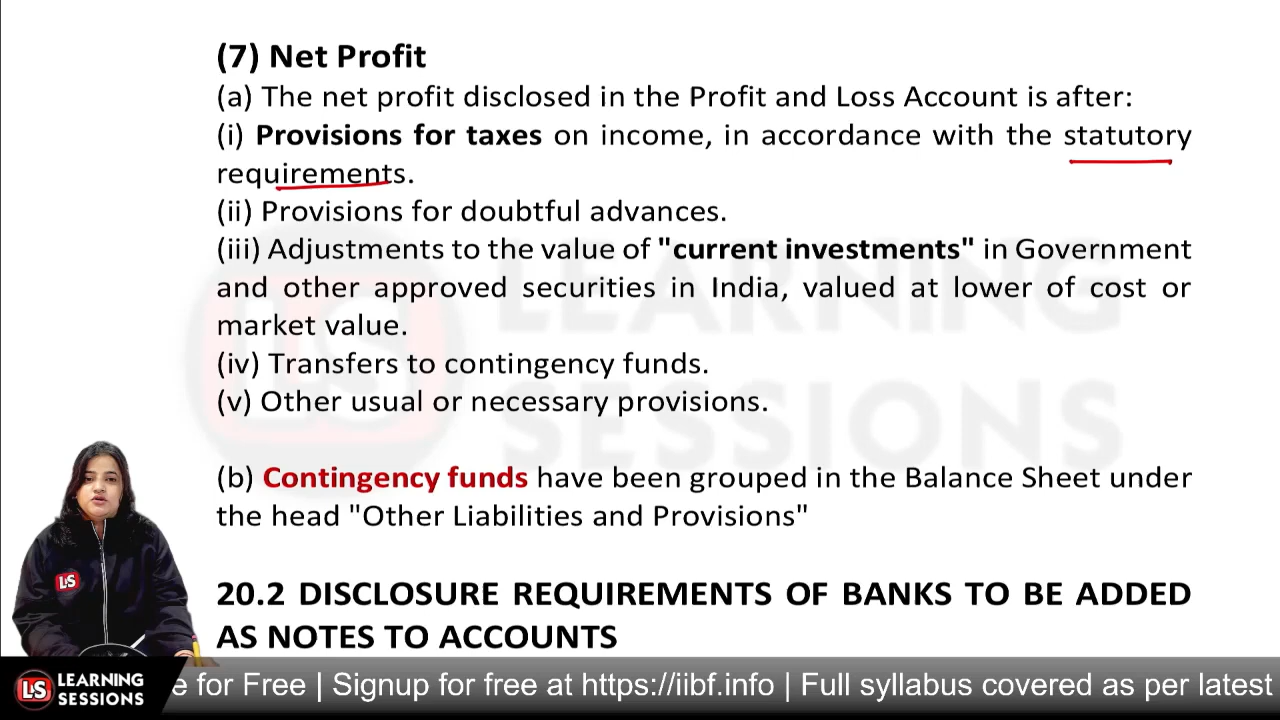 (7) Net Profit
(a) The net profit disclosed in the Profit and Loss Account is after:
(i) Provisions for taxes on income, in accordance with the statutory
requirements.
(ii) Provisions for doubtful advances.
(iii) Adjustments to the value of "current investments" in Government
and other approved securities in India, valued at lower of cost or
market value.
(iv) Transfers to contingency funds.
(v) Other usual or necessary provisions.
(b) Contingency funds have been grouped in the Balance Sheet under
the head "Other Liabilities and Provisions"
20.2 DISCLOSURE REQUIREMENTS OF BANKS TO BE ADDED
AS NOTES TO ACCOUNTS
LS LEARNING
SESSIONS
LS
LS LEARNING
SESSIONS
e for Free | Signup for free at https://iibf.info | Full syllabus covered as per latest